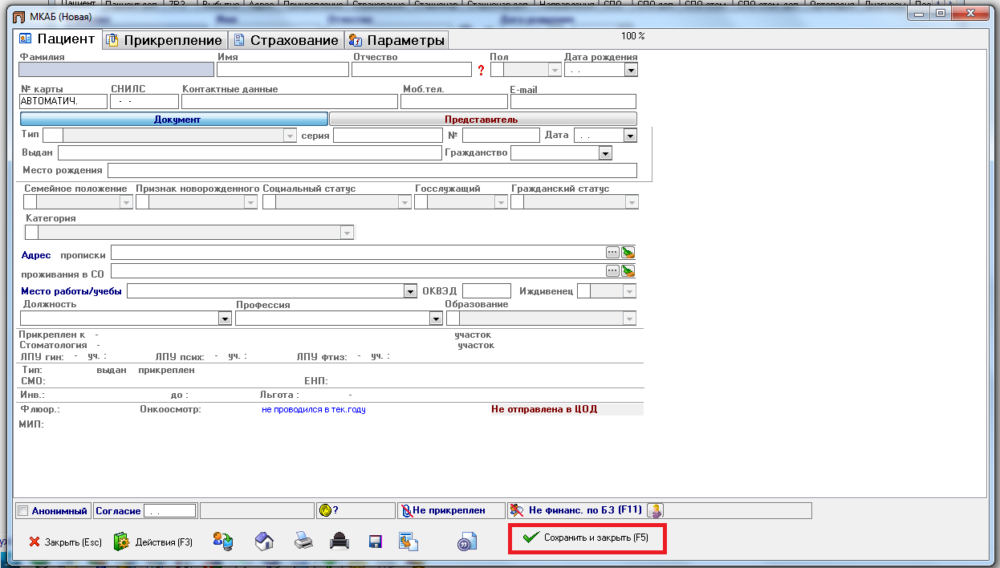 МКАБ (Новая)
Пациент Прикрепление Страхование Параметры 100 %
Фамилия Имя Отчество ? Пол Дата рождения
. .
№ карты СНИЛС Контактные данные Моб.тел. E-mail
АВТОМАТИЧ. - -
Документ Представитель
Тип серия № Дата . .
Выдан Гражданство
Место рождения
Семейное положение Признак новорожденного Социальный статус Госслужащий Гражданский статус
Категория
Адрес прописки ...
проживания в СО ...
Место работы/учебы ОКВЭД Иждивенец
Должность Профессия Образование
Прикреплен к - участок
Стоматология - участок
ЛПУ гин: - уч. : ЛПУ псих: - уч. : ЛПУ фтиз: - уч. :
Тип: выдан прикреплен
СМО: ЕНП:
Инв.: до : Льгота : -
Флюор.: Онкоосмотр: не проводился в тек.году Не отправлена в ЦОД
МИП:
Анонимный Согласие . . ? Не прикреплен Не финанс. по БЗ (F11)
Закрыть (Esc) Действия (F3) Сохранить и закрыть (F5)